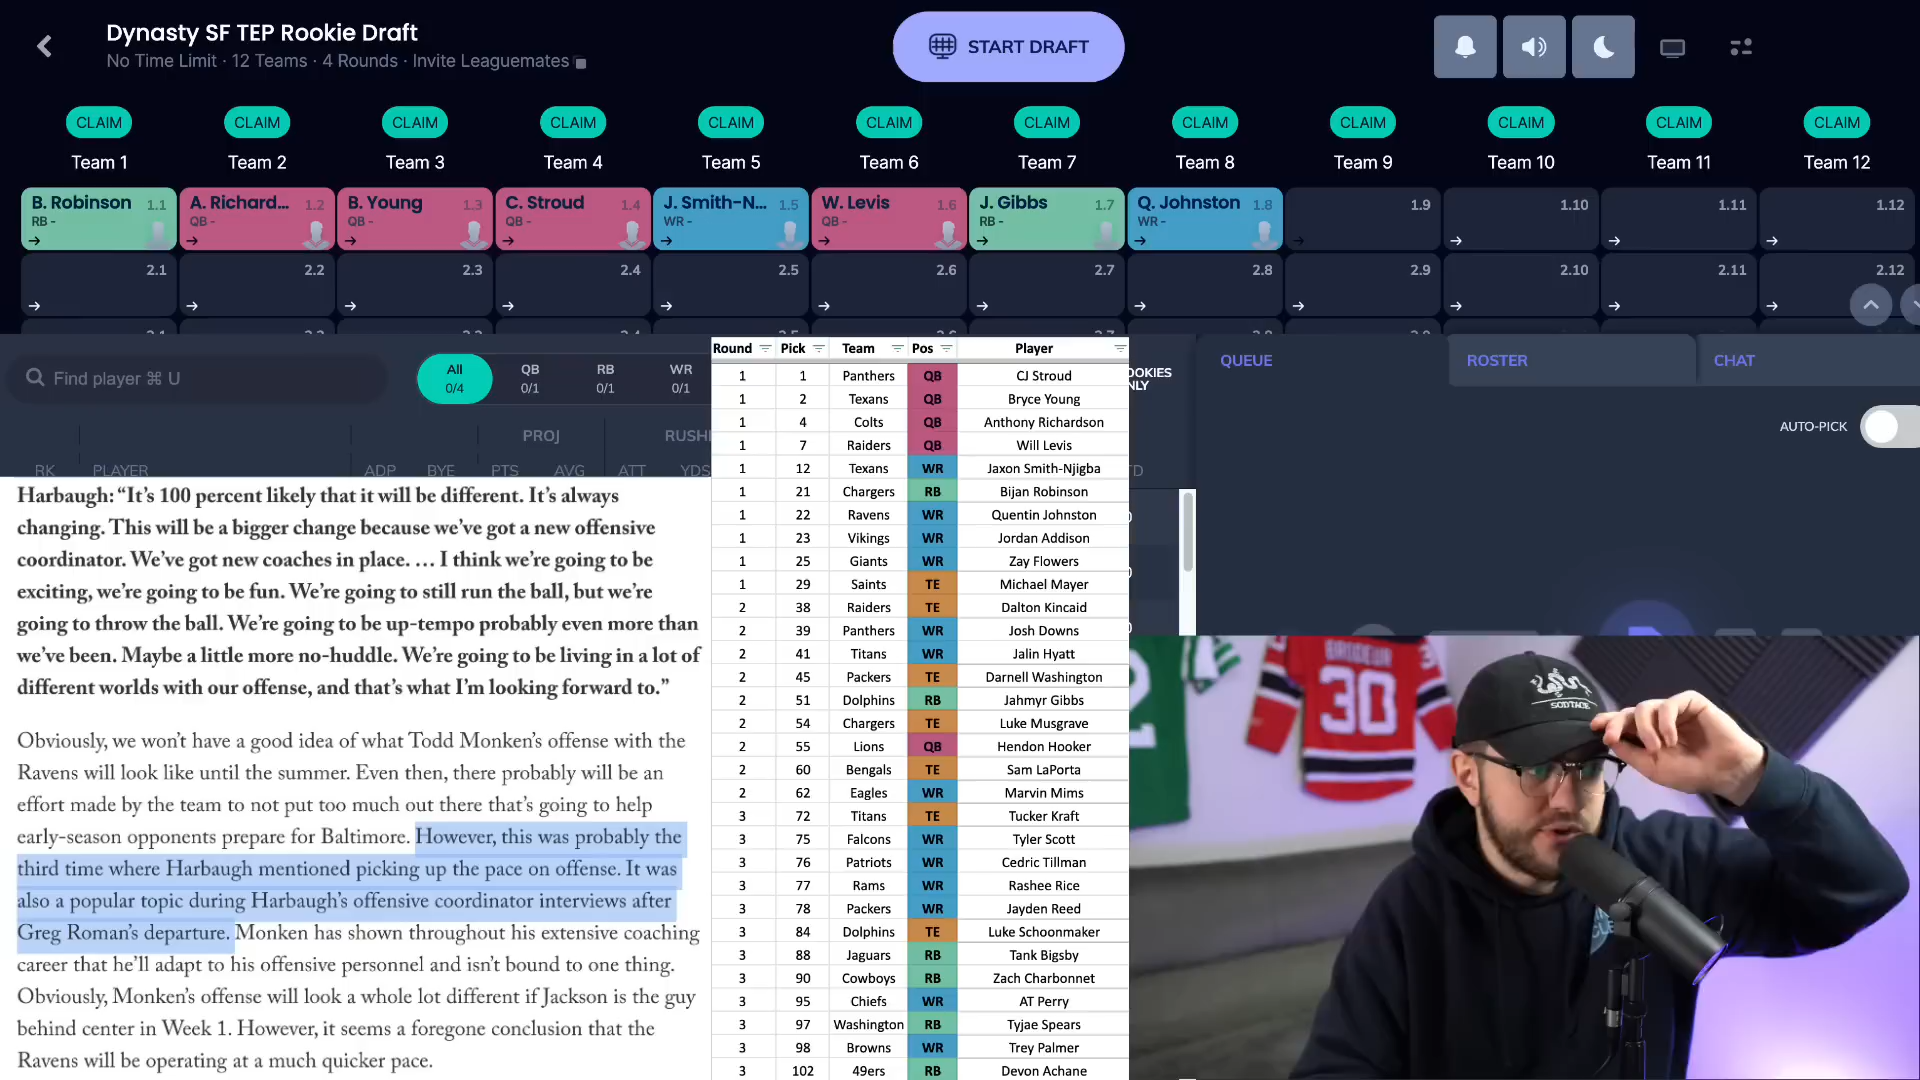 Dynasty SF TEP Rookie Draft
No Time Limit · 12 Teams · 4 Rounds · Invite Leaguemates
START DRAFT
CLAIM CLAIM CLAIM CLAIM CLAIM CLAIM CLAIM CLAIM CLAIM CLAIM CLAIM CLAIM
Team 1 Team 2 Team 3 Team 4 Team 5 Team 6 Team 7 Team 8 Team 9 Team 10 Team 11 Team 12
B. Robinson 1.1 A. Richard... 1.2 B. Young 1.3 C. Stroud 1.4 J. Smith-N... 1.5 W. Levis 1.6 J. Gibbs 1.7 Q. Johnston 1.8 1.9 1.10 1.11 1.12
RB - QB - QB - QB - WR - QB - RB - WR -
2.1 2.2 2.3 2.4 2.5 2.6 2.7 2.8 2.9 2.10 2.11 2.12
Find player ⌘ U
All QB RB WR
0/4 0/1 0/1 0/1
PROJ
RK PLAYER ADP BYE PTS AVG ATT YDS
QUEUE ROSTER CHAT
AUTO-PICK
Harbaugh: “It’s 100 percent likely that it will be different. It’s always
changing. This will be a bigger change because we’ve got a new offensive
coordinator. We’ve got new coaches in place. … I think we’re going to be
exciting, we’re going to be fun. We’re going to still run the ball, but we’re
going to throw the ball. We’re going to be up-tempo probably even more than
we’ve been. Maybe a little more no-huddle. We’re going to be living in a lot of
different worlds with our offense, and that’s what I’m looking forward to.”
Obviously, we won’t have a good idea of what Todd Monken’s offense with the
Ravens will look like until the summer. Even then, there probably will be an
effort made by the team to not put too much out there that’s going to help
early-season opponents prepare for Baltimore. However, this was probably the
third time where Harbaugh mentioned picking up the pace on offense. It was
also a popular topic during Harbaugh’s offensive coordinator interviews after
Greg Roman’s departure. Monken has shown throughout his extensive coaching
career that he’ll adapt to his offensive personnel and isn’t bound to one thing.
Obviously, Monken’s offense will look a whole lot different if Jackson is the guy
behind center in Week 1. However, it seems a foregone conclusion that the
Ravens will be operating at a much quicker pace.
Round Pick Team Pos Player
1 1 Panthers QB CJ Stroud
1 2 Texans QB Bryce Young
1 4 Colts QB Anthony Richardson
1 7 Raiders QB Will Levis
1 12 Texans WR Jaxon Smith-Njigba
1 21 Chargers RB Bijan Robinson
1 22 Ravens WR Quentin Johnston
1 23 Vikings WR Jordan Addison
1 25 Giants WR Zay Flowers
1 29 Saints TE Michael Mayer
2 38 Raiders TE Dalton Kincaid
2 39 Panthers WR Josh Downs
2 41 Titans WR Jalin Hyatt
2 45 Packers TE Darnell Washington
2 51 Dolphins RB Jahmyr Gibbs
2 54 Chargers TE Luke Musgrave
2 55 Lions QB Hendon Hooker
2 60 Bengals TE Sam LaPorta
2 62 Eagles WR Marvin Mims
3 72 Titans TE Tucker Kraft
3 75 Falcons WR Tyler Scott
3 76 Patriots WR Cedric Tillman
3 77 Rams WR Rashee Rice
3 78 Packers WR Jayden Reed
3 84 Dolphins TE Luke Schoonmaker
3 88 Jaguars RB Tank Bigsby
3 90 Cowboys RB Zach Charbonnet
3 95 Chiefs WR AT Perry
3 97 Washington RB Tyjae Spears
3 98 Browns WR Trey Palmer
3 102 49ers RB Devon Achane
BRODEUR
30